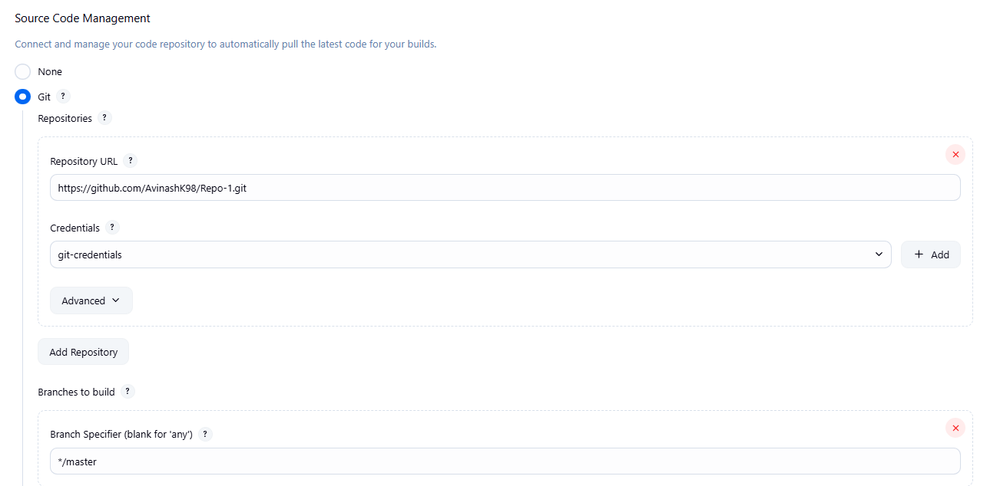 Source Code Management
Connect and manage your code repository to automatically pull the latest code for your builds.
None
Git ?
Repositories ?
Repository URL ?
https://github.com/AvinashK98/Repo-1.git
Credentials ?
git-credentials
+ Add
Advanced
Add Repository
Branches to build ?
Branch Specifier (blank for 'any') ?
*/master